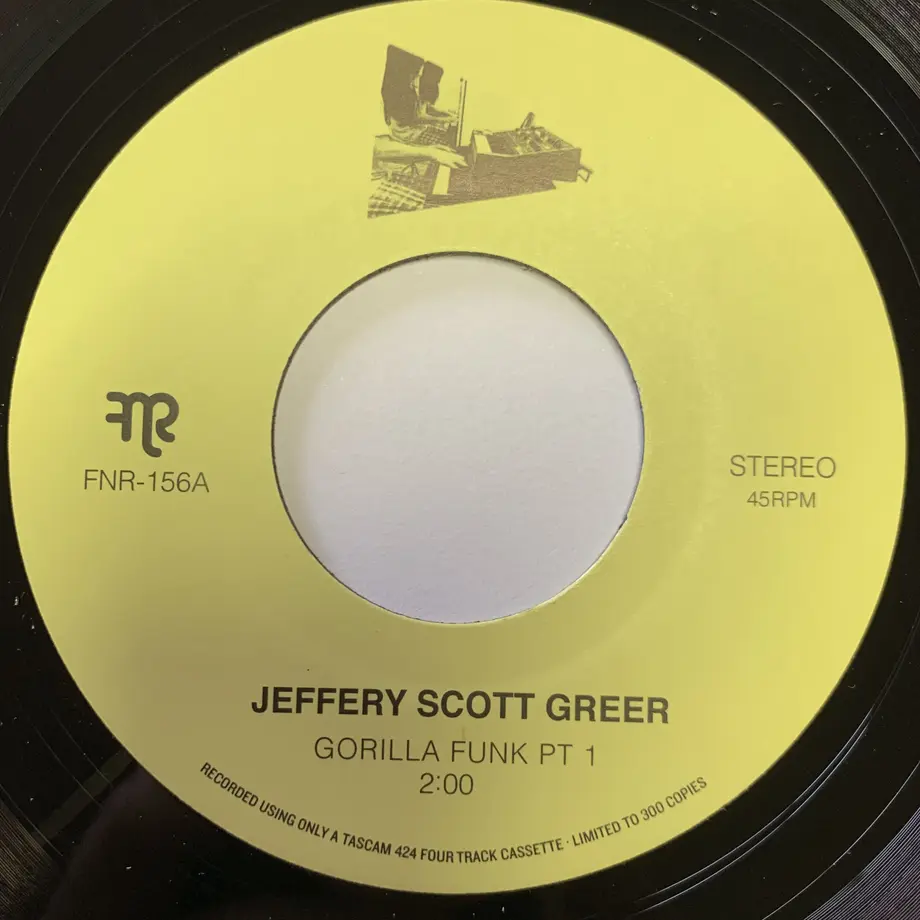 FNR
FNR-156A
STEREO
45RPM
JEFFERY SCOTT GREER
GORILLA FUNK PT 1
2:00
RECORDED USING ONLY A TASCAM 424 FOUR TRACK CASSETTE · LIMITED TO 300 COPIES